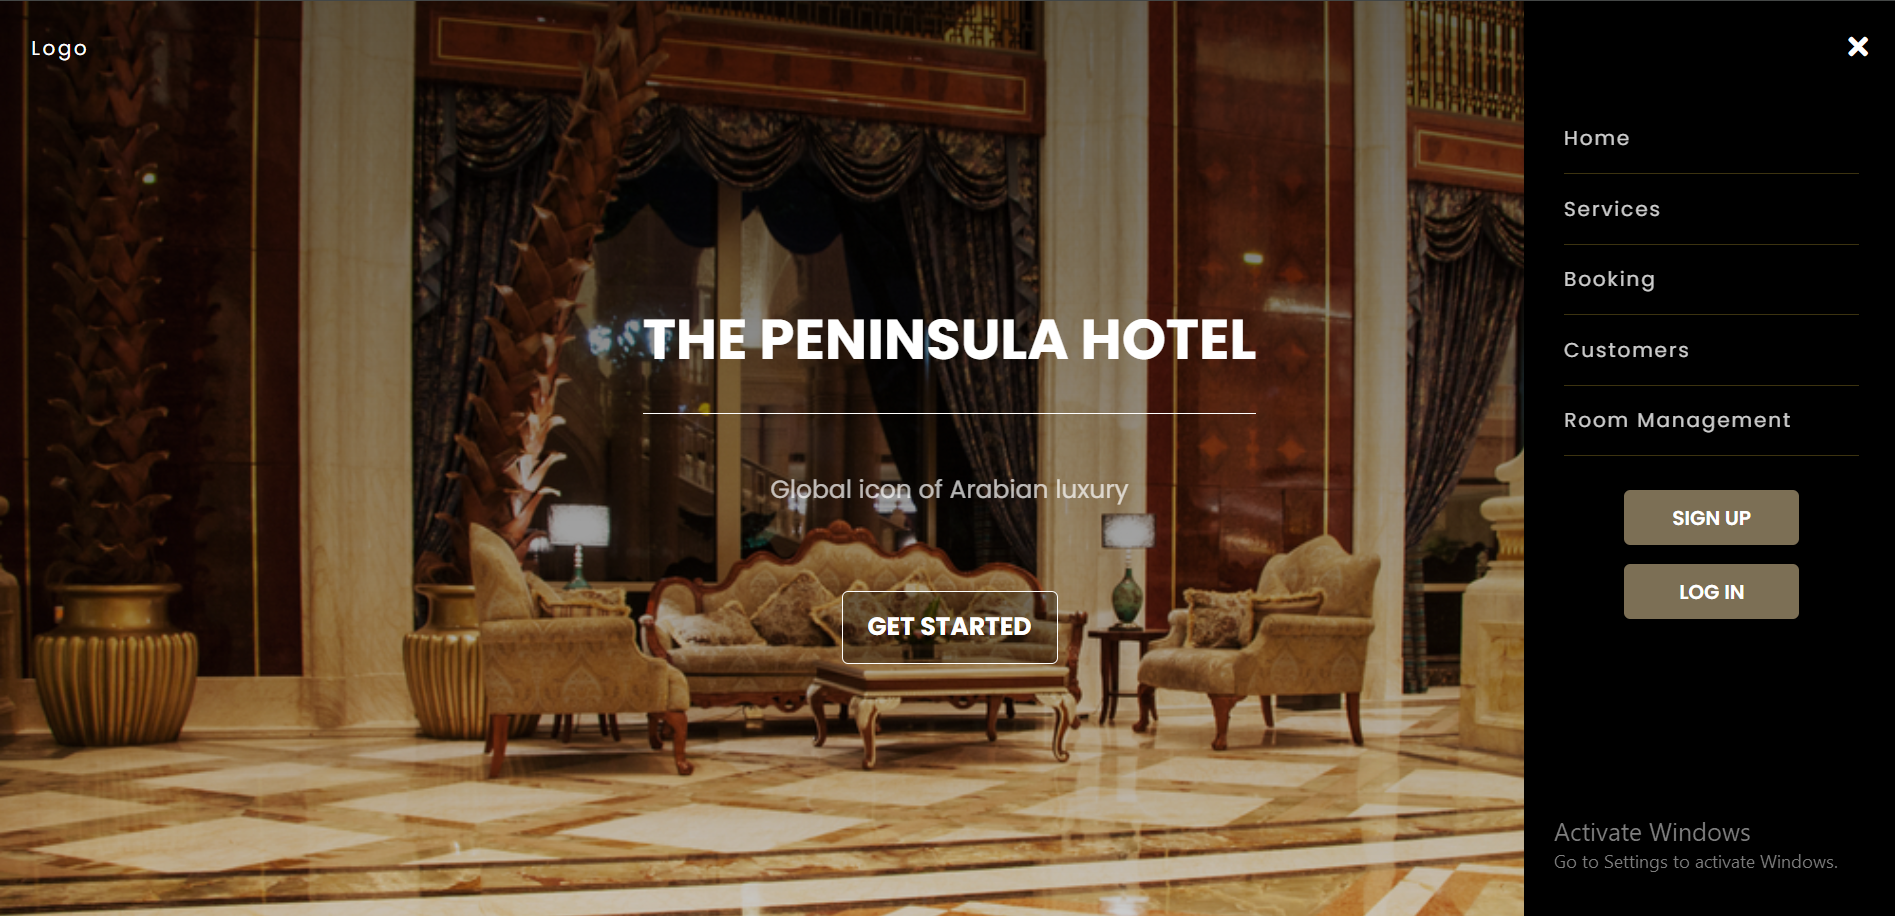 Logo
THE PENINSULA HOTEL
Global icon of Arabian luxury
GET STARTED
Home
Services
Booking
Customers
Room Management
SIGN UP
LOG IN
Activate Windows
Go to Settings to activate Windows.